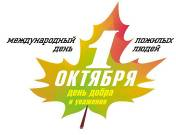 международный день
пожилых людей
1
ОКТЯБРЯ
день добра
и уважения